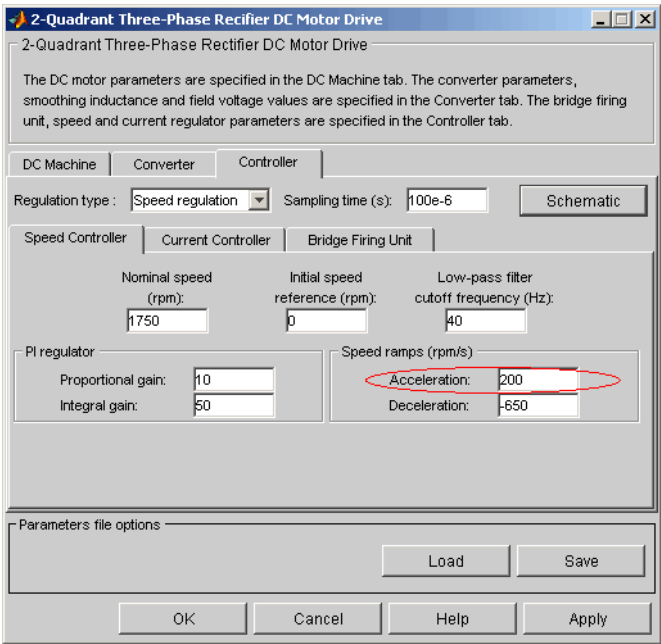 2-Quadrant Three-Phase Rectifier DC Motor Drive
2-Quadrant Three-Phase Rectifier DC Motor Drive
The DC motor parameters are specified in the DC Machine tab. The converter parameters,
smoothing inductance and field voltage values are specified in the Converter tab. The bridge firing
unit, speed and current regulator parameters are specified in the Controller tab.
DC Machine Converter Controller
Regulation type : Speed regulation Sampling time (s): 100e-6 Schematic
Speed Controller Current Controller Bridge Firing Unit
Nominal speed Initial speed Low-pass filter
(rpm): reference (rpm): cutoff frequency (Hz):
1750 0 40
PI regulator Speed ramps (rpm/s)
Proportional gain: 10 Acceleration: 200
Integral gain: 50 Deceleration: -650
Parameters file options
Load Save
OK Cancel Help Apply